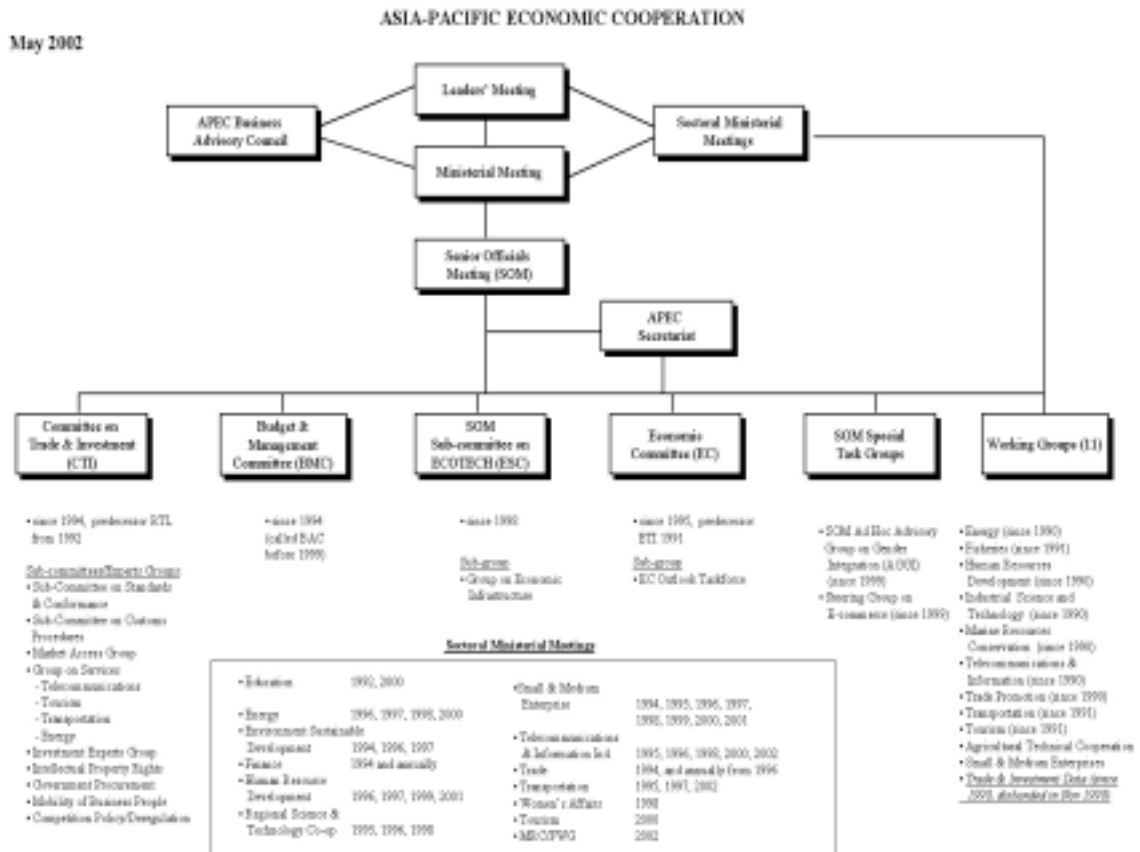 ASIA-PACIFIC ECONOMIC COOPERATION
May 2002
Leaders' Meeting
APEC Business
Advisory Council
Sectoral Ministerial
Meetings
Ministerial Meeting
Senior Officials
Meeting (SOM)
APEC
Secretariat
Committee on
Trade & Investment
(CTI)
Budget &
Management
Committee (BMC)
SOM
Sub-committee on
ECOTECH (ESC)
Economic
Committee (EC)
SOM Special
Task Groups
Working Groups (11)
• since 1994, predecessor RTL
from 1992
Sub-committees/Experts Groups
• Sub-Committee on Standards
& Conformance
• Sub-Committee on Customs
Procedures
• Market Access Group
• Group on Services
- Telecommunications
- Tourism
- Transportation
- Energy
• Investment Experts Group
• Intellectual Property Rights
• Government Procurement
• Mobility of Business People
• Competition Policy/Deregulation
• since 1994
(called BAC
before 1999)
• since 1998
Sub-group
• Group on Economic
Infrastructure
• since 1995, predecessor
ETI 1991
Sub-group
• EC Outlook Taskforce
• SOM Ad Hoc Advisory
Group on Gender
Integration (AGGI)
(since 1999)
• Steering Group on
E-commerce (since 1999)
• Energy (since 1990)
• Fisheries (since 1991)
• Human Resources
Development (since 1990)
• Industrial Science and
Technology (since 1990)
• Marine Resources
Conservation (since 1990)
• Telecommunications &
Information (since 1990)
• Trade Promotion (since 1990)
• Transportation (since 1991)
• Tourism (since 1991)
• Agricultural Technical Cooperation
• Small & Medium Enterprises
• Trade & Investment Data (since
1990, disbanded in Nov 1998)
Sectoral Ministerial Meetings
• Education 1992, 2000
• Energy 1996, 1997, 1998, 2000
• Environment Sustainable
Development 1994, 1996, 1997
• Finance 1994 and annually
• Human Resource
Development 1996, 1997, 1999, 2001
• Regional Science &
Technology Co-op 1995, 1996, 1998
• Small & Medium
Enterprise 1994, 1995, 1996, 1997,
1998, 1999, 2000, 2001
• Telecommunications
& Information Ind. 1995, 1996, 1998, 2000, 2002
• Trade 1994, and annually from 1996
• Transportation 1995, 1997, 2002
• Women's Affairs 1998
• Tourism 2000
2002